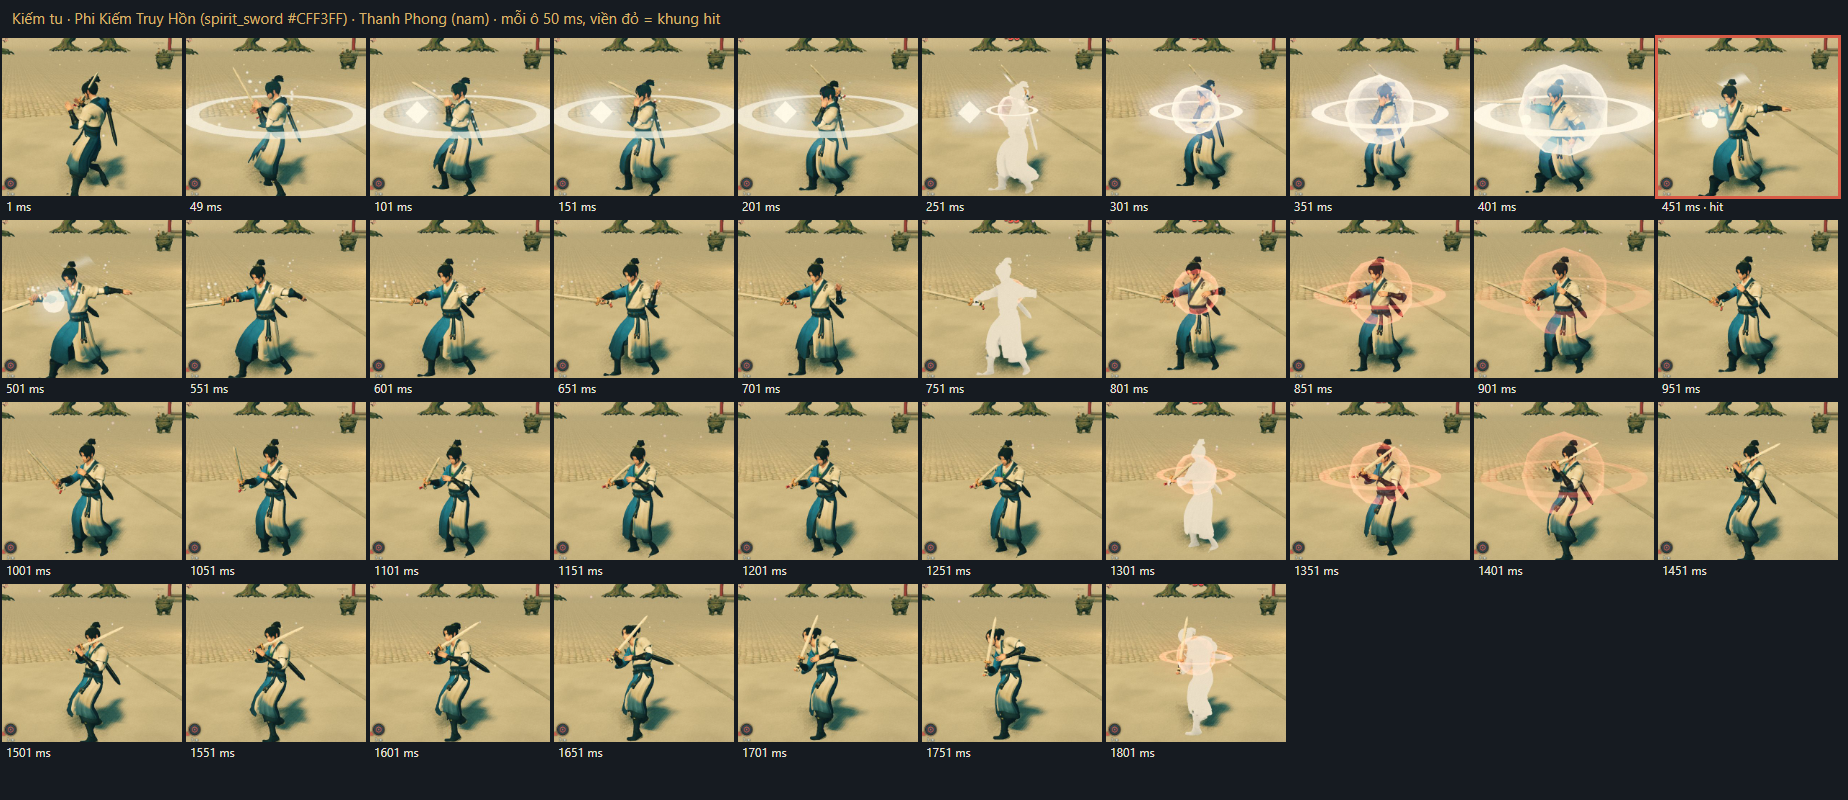 Kiếm tu · Phi Kiếm Truy Hồn (spirit_sword #CFF3FF) · Thanh Phong (nam) · mỗi ô 50 ms, viền đỏ = khung hit
1 ms 49 ms 101 ms 151 ms 201 ms 251 ms 301 ms 351 ms 401 ms 451 ms · hit
501 ms 551 ms 601 ms 651 ms 701 ms 751 ms 801 ms 851 ms 901 ms 951 ms
1001 ms 1051 ms 1101 ms 1151 ms 1201 ms 1251 ms 1301 ms 1351 ms 1401 ms 1451 ms
1501 ms 1551 ms 1601 ms 1651 ms 1701 ms 1751 ms 1801 ms